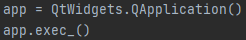 app = QtWidgets.QApplication()
app.exec_()